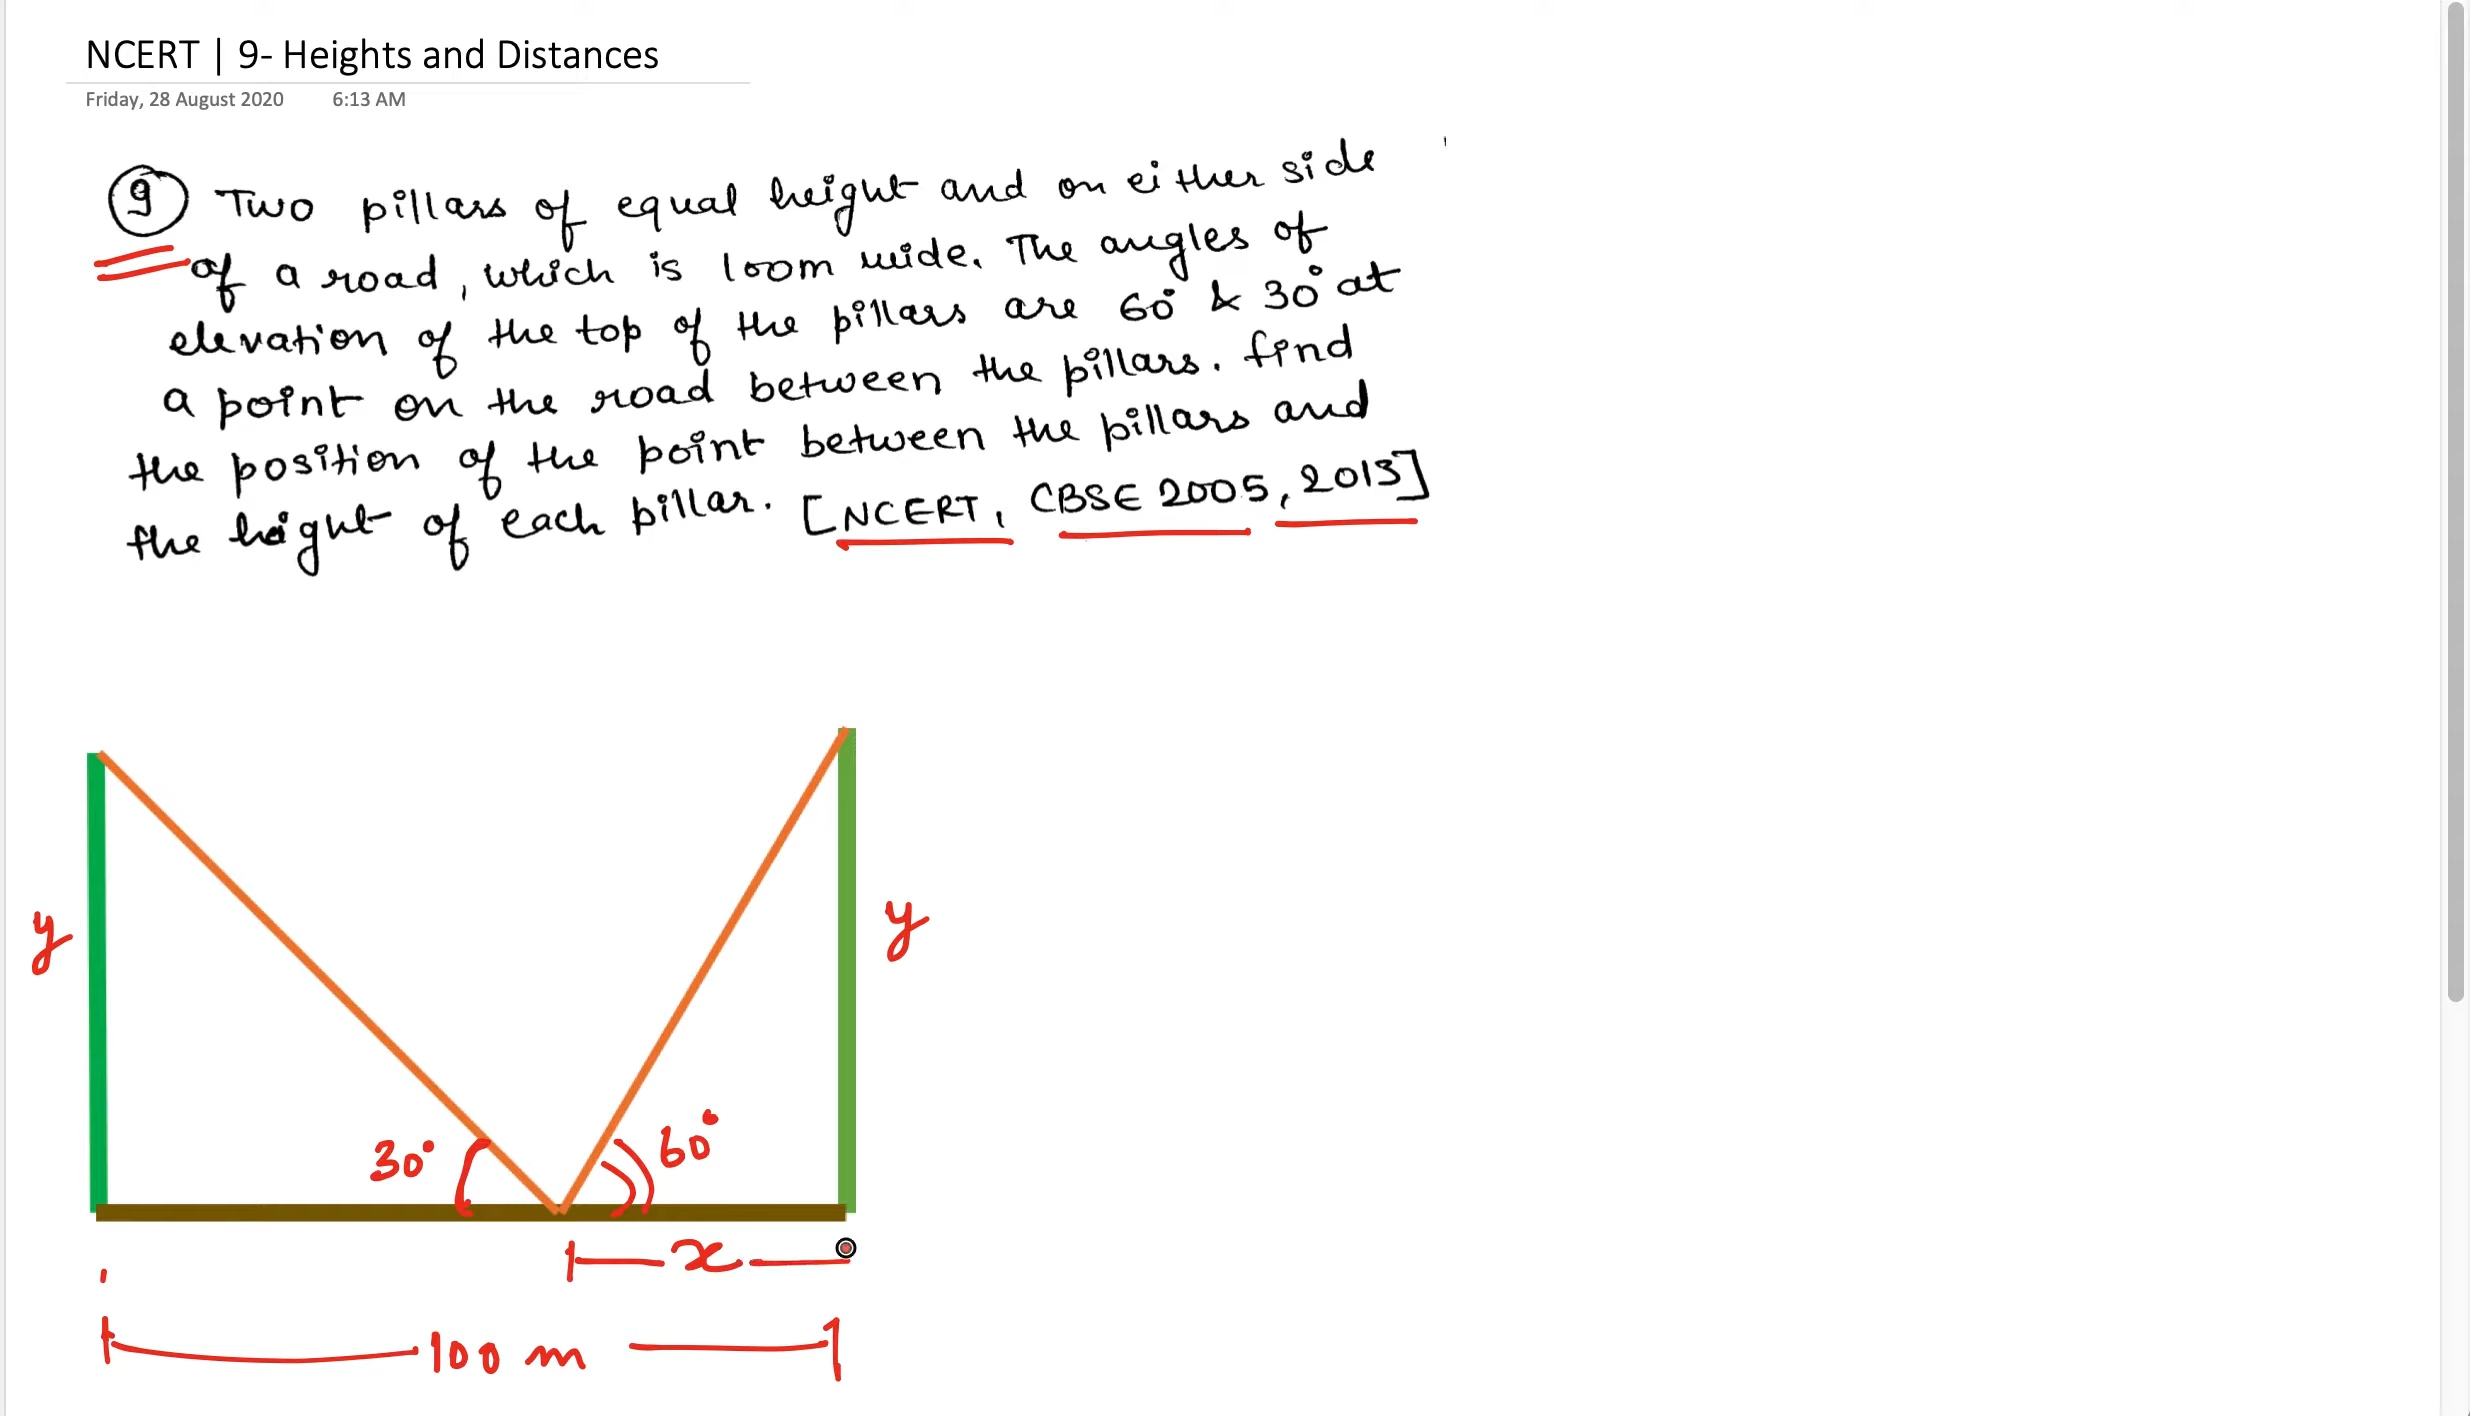 NCERT | 9- Heights and Distances
Friday, 28 August 2020 6:13 AM
9 Two pillars of equal height and on either side
of a road, which is 100m wide. The angles of
elevation of the top of the pillars are 60° & 30° at
a point on the road between the pillars. find
the position of the point between the pillars and
the height of each pillar. [NCERT, CBSE 2005, 2013]
y
y
30°
60°
x
100 m